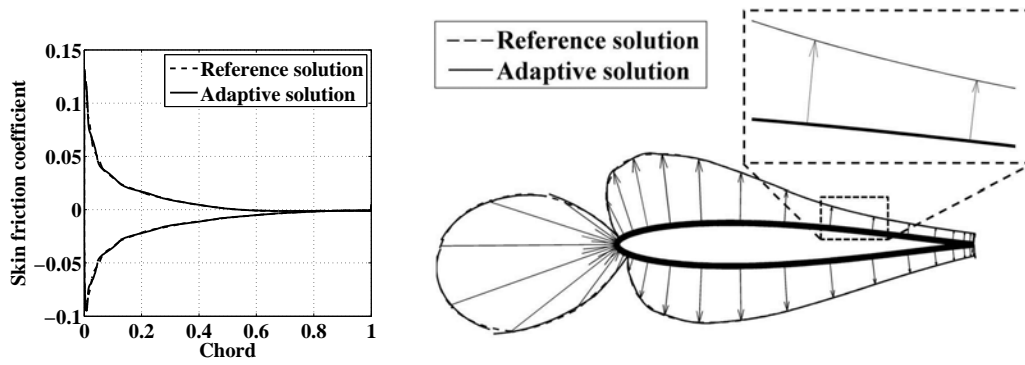 0.15
0.1
0.05
0
−0.05
−0.1
Skin friction coefficient
Reference solution
Adaptive solution
0 0.2 0.4 0.6 0.8 1
Chord
Reference solution
Adaptive solution